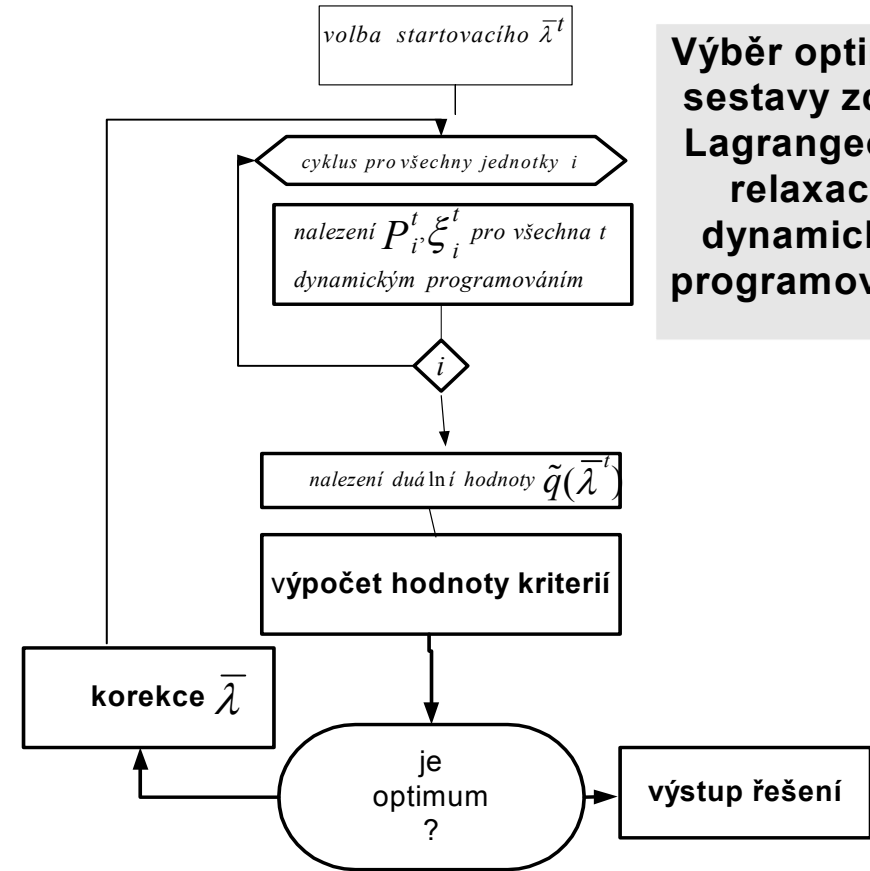 volba startovacího λ̅ᵗ
Výběr opti
sestavy zd
Lagrange
relaxac
dynamick
programov
cyklus pro všechny jednotky i
nalezení Pᵢᵗ, ξᵢᵗ pro všechna t
dynamickým programováním
i
nalezení duální hodnoty q̃(λ̅ᵗ)
výpočet hodnoty kriterií
korekce λ̅
je
optimum
?
výstup řešení